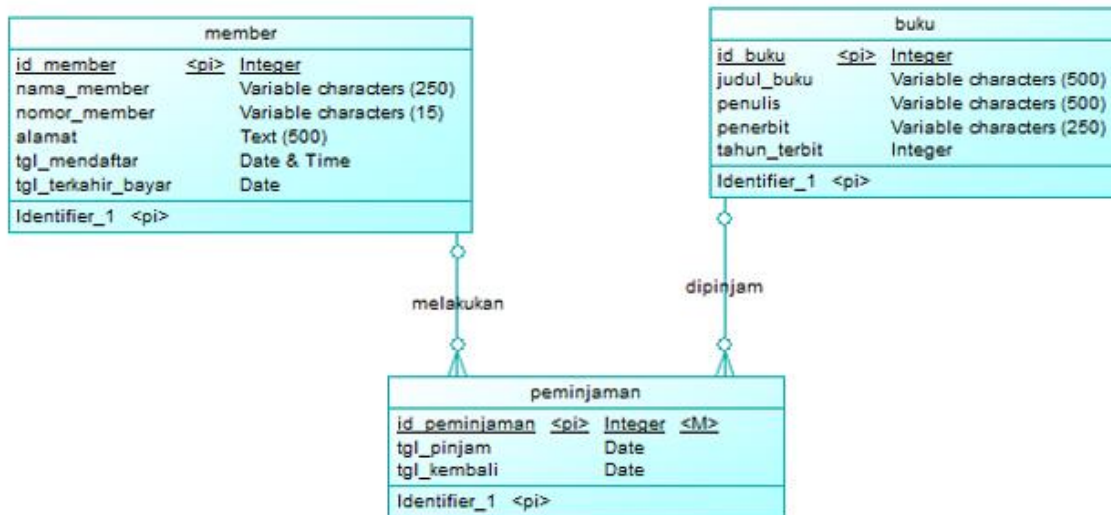 member
id_member <pi> Integer
nama_member Variable characters (250)
nomor_member Variable characters (15)
alamat Text (500)
tgl_mendaftar Date & Time
tgl_terkahir_bayar Date
Identifier_1 <pi>
buku
id_buku <pi> Integer
judul_buku Variable characters (500)
penulis Variable characters (500)
penerbit Variable characters (250)
tahun_terbit Integer
Identifier_1 <pi>
melakukan
dipinjam
peminjaman
id_peminjaman <pi> Integer <M>
tgl_pinjam Date
tgl_kembali Date
Identifier_1 <pi>